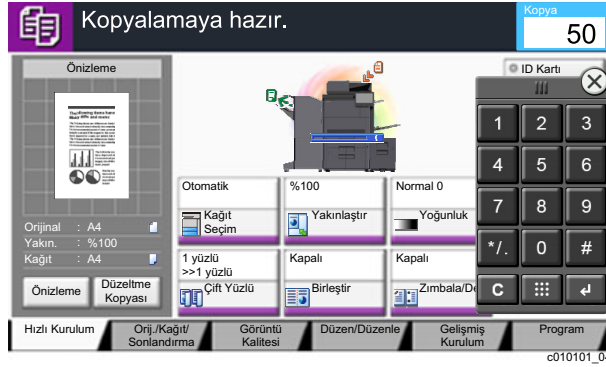 Kopyalamaya hazır.
Kopya
50
Önizleme
ID Kartı
Orijinal : A4
Yakın. : %100
Kağıt : A4
Önizleme
Düzeltme
Kopyası
Otomatik
Kağıt
Seçim
%100
Yakınlaştır
Normal 0
Yoğunluk
1 yüzlü
>>1 yüzlü
Çift Yüzlü
Kapalı
Birleştir
Kapalı
Zımbala/De
1 2 3
4 5 6
7 8 9
*/. 0 #
C
Hızlı Kurulum
Orij./Kağıt/
Sonlandırma
Görüntü
Kalitesi
Düzen/Düzenle
Gelişmiş
Kurulum
Program